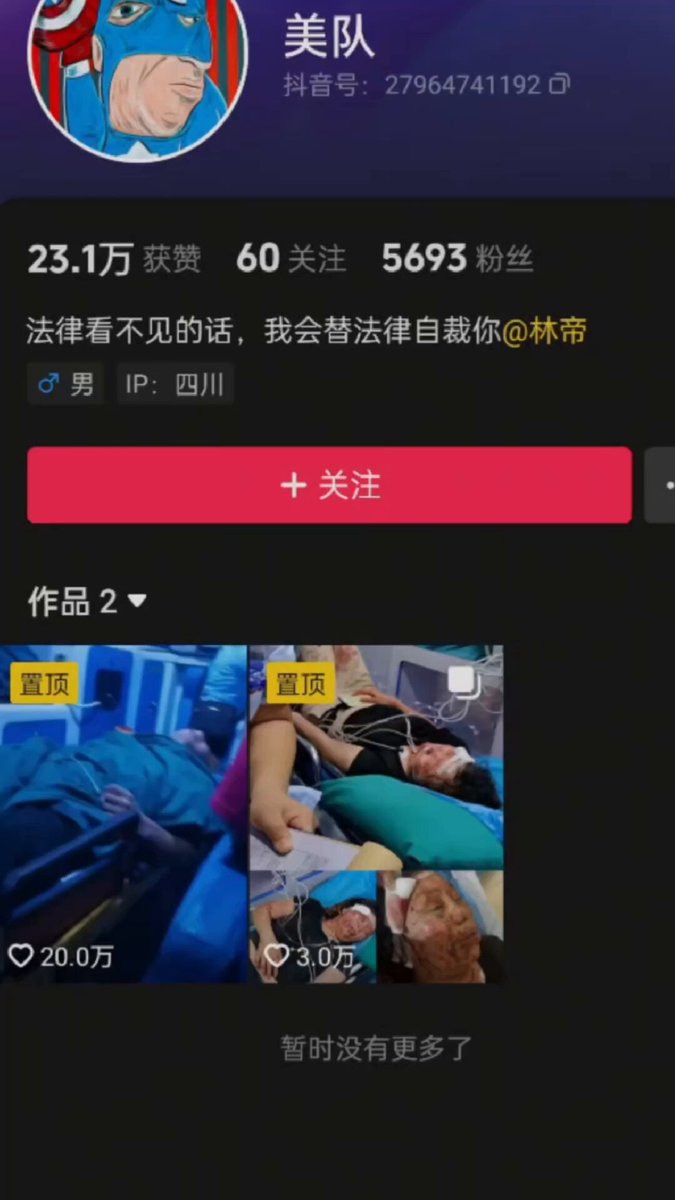 美队
抖音号：27964741192
23.1万 获赞 60 关注 5693 粉丝
法律看不见的话，我会替法律自裁你@林帝
♂ 男 IP：四川
+ 关注
作品 2
置顶 置顶
20.0万 3.0万
暂时没有更多了